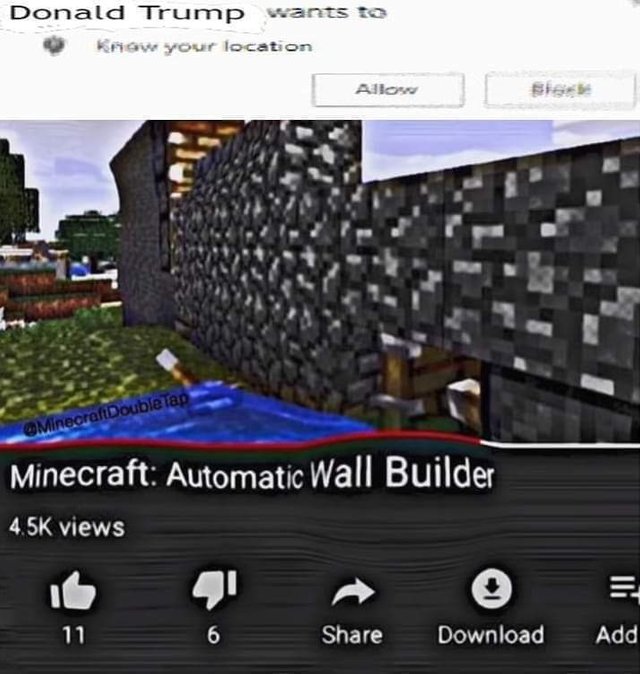 Donald Trump wants to
Know your location
Allow
Block
@MinecraftDoubleTap
Minecraft: Automatic Wall Builder
4.5K views
11
6
Share
Download
Add